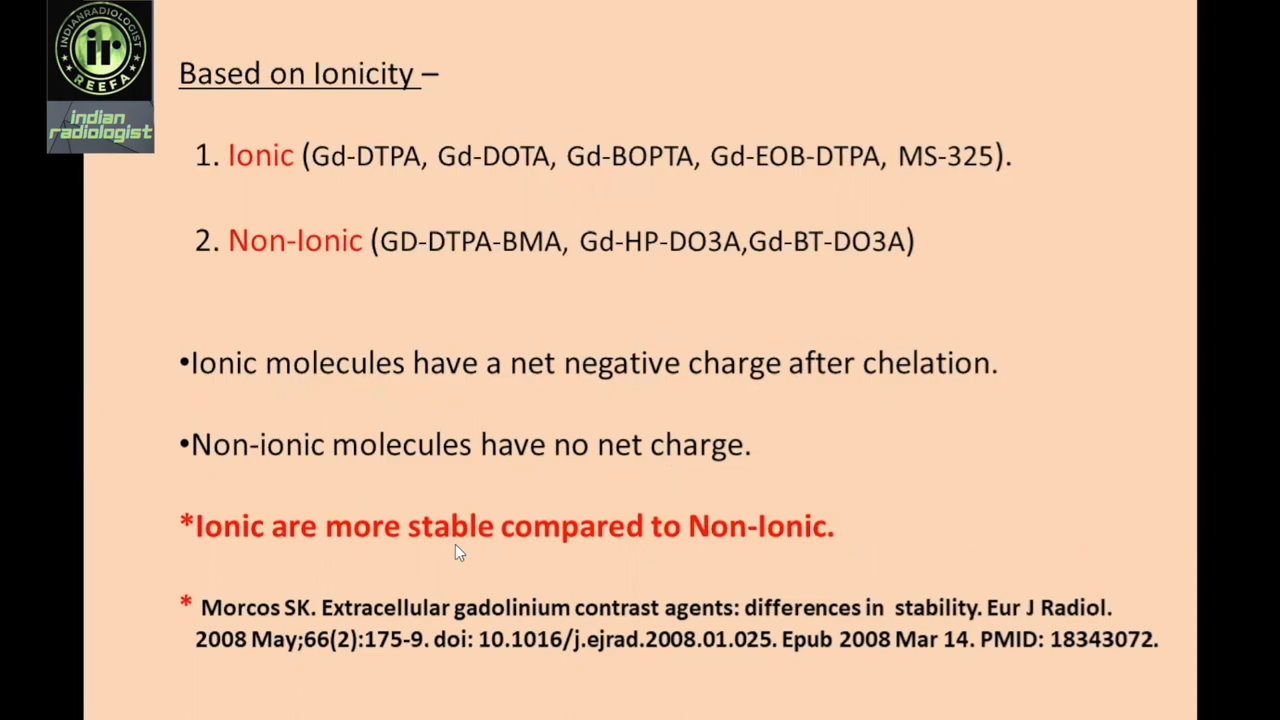 INDIANRADIOLOGIST
ir
REEFA
indian
radiologist
Based on Ionicity –
1. Ionic (Gd-DTPA, Gd-DOTA, Gd-BOPTA, Gd-EOB-DTPA, MS-325).
2. Non-Ionic (GD-DTPA-BMA, Gd-HP-DO3A,Gd-BT-DO3A)
•Ionic molecules have a net negative charge after chelation.
•Non-ionic molecules have no net charge.
*Ionic are more stable compared to Non-Ionic.
* Morcos SK. Extracellular gadolinium contrast agents: differences in stability. Eur J Radiol.
2008 May;66(2):175-9. doi: 10.1016/j.ejrad.2008.01.025. Epub 2008 Mar 14. PMID: 18343072.